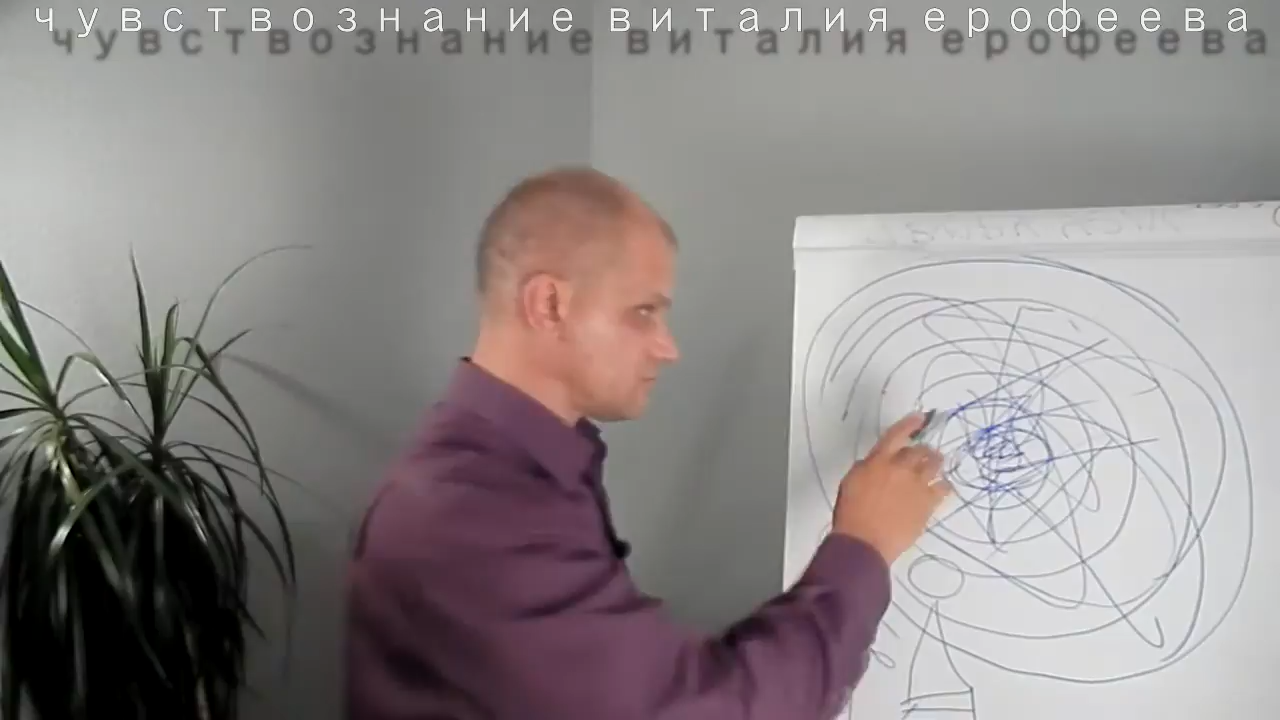 чувствознание виталия ерофеева